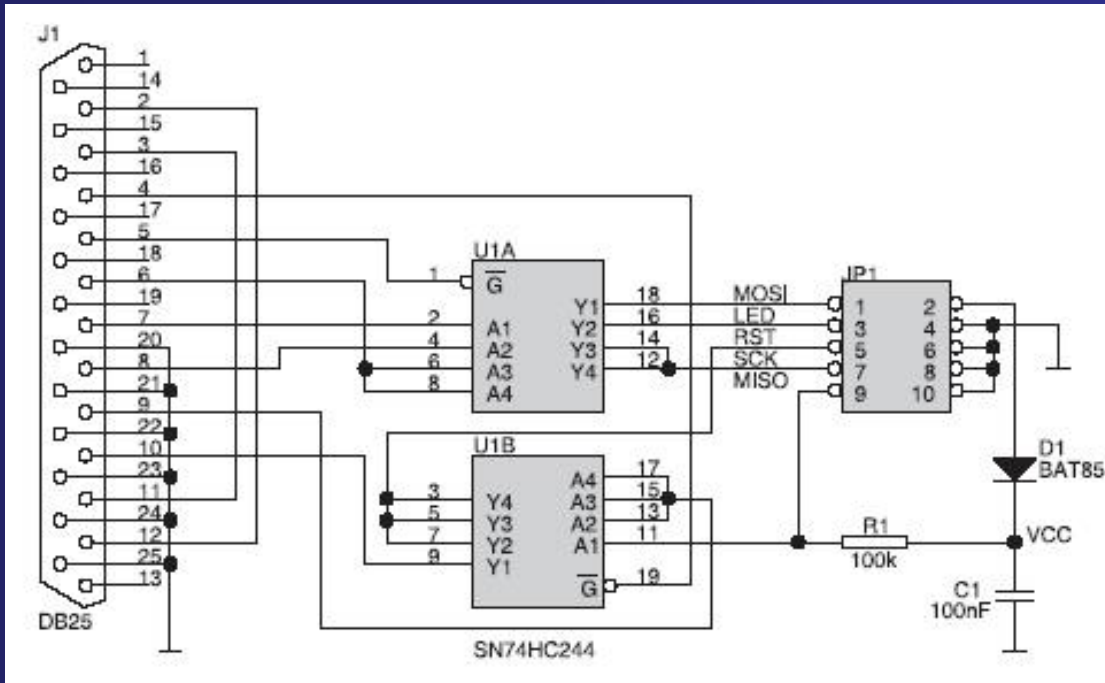 J1
1
14
2
15
3
16
4
17
5
18
6
19
7
20
8
21
9
22
10
23
11
24
12
25
13
DB25
U1A
1
G
2
A1
4
A2
6
A3
8
A4
Y1
18
Y2
16
Y3
14
Y4
12
MOSI
LED
RST
SCK
MISO
JP1
1
2
3
4
5
6
7
8
9
10
U1B
3
Y4
5
Y3
7
Y2
9
Y1
A4
17
A3
15
A2
13
A1
11
G
19
SN74HC244
D1
BAT85
R1
100k
VCC
C1
100nF